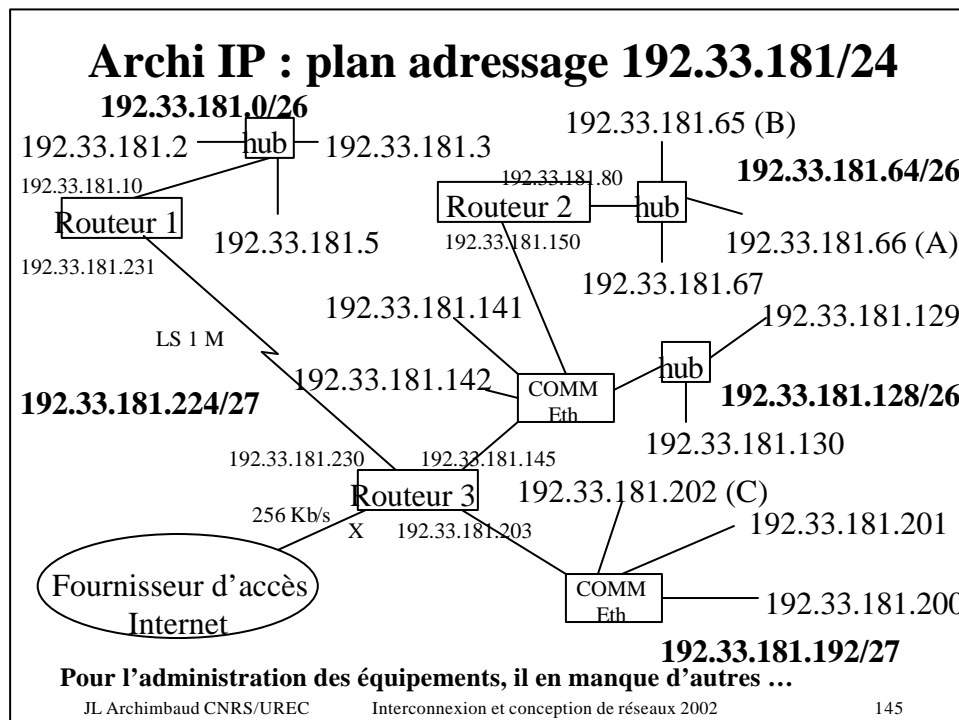 Archi IP : plan adressage 192.33.181/24
192.33.181.0/26
192.33.181.2
hub
192.33.181.3
192.33.181.65 (B)
192.33.181.10
192.33.181.80
192.33.181.64/26
Routeur 1
Routeur 2
hub
192.33.181.5
192.33.181.150
192.33.181.66 (A)
192.33.181.231
192.33.181.67
192.33.181.141
192.33.181.129
LS 1 M
hub
192.33.181.142
COMM
Eth
192.33.181.224/27
192.33.181.128/26
192.33.181.130
192.33.181.230
192.33.181.145
Routeur 3
192.33.181.202 (C)
256 Kb/s
X
192.33.181.203
192.33.181.201
Fournisseur d’accès
Internet
COMM
Eth
192.33.181.200
192.33.181.192/27
Pour l’administration des équipements, il en manque d’autres …
JL Archimbaud CNRS/UREC
Interconnexion et conception de réseaux 2002
145